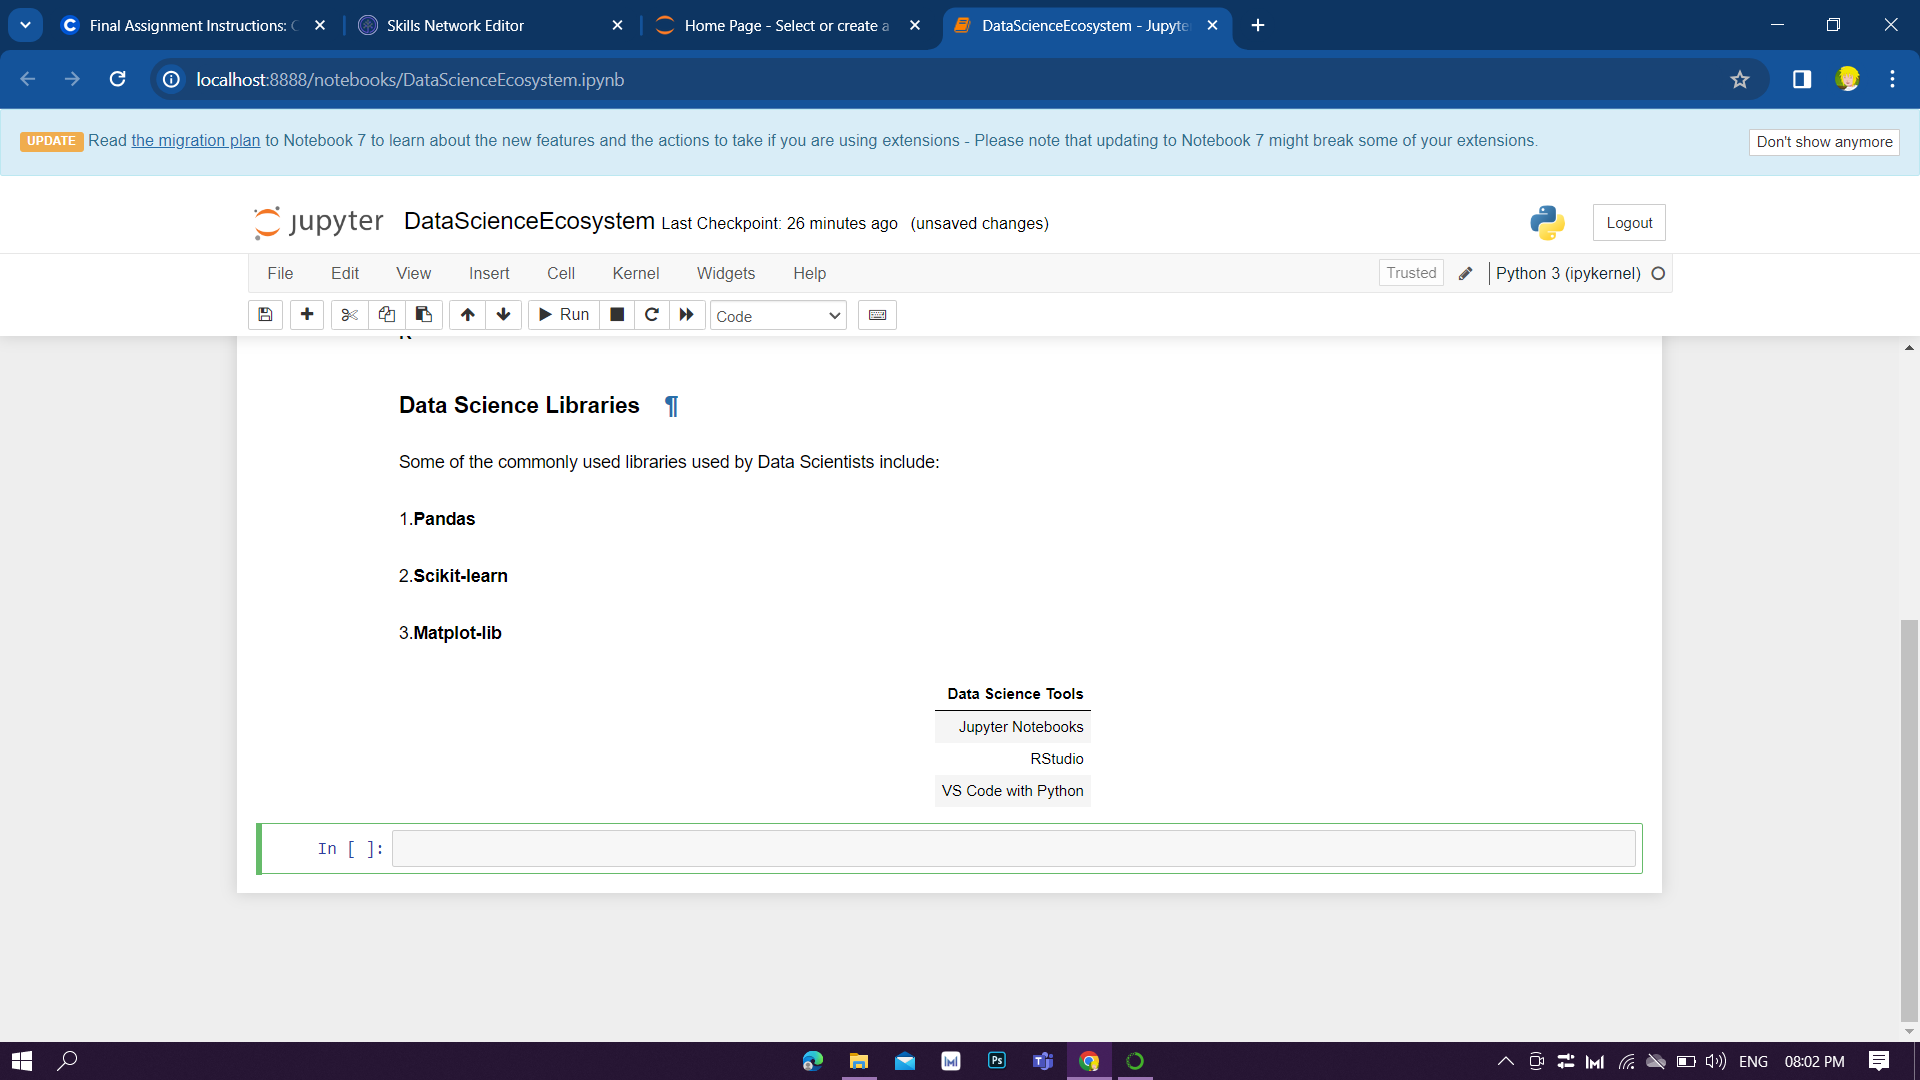 Final Assignment Instructions: C
Skills Network Editor
Home Page - Select or create a
DataScienceEcosystem - Jupyte
localhost:8888/notebooks/DataScienceEcosystem.ipynb
UPDATE Read the migration plan to Notebook 7 to learn about the new features and the actions to take if you are using extensions - Please note that updating to Notebook 7 might break some of your extensions.
Don't show anymore
jupyter DataScienceEcosystem Last Checkpoint: 26 minutes ago (unsaved changes)
Logout
File Edit View Insert Cell Kernel Widgets Help
Trusted Python 3 (ipykernel)
Run Code
Data Science Libraries ¶
Some of the commonly used libraries used by Data Scientists include:
1.Pandas
2.Scikit-learn
3.Matplot-lib
Data Science Tools
Jupyter Notebooks
RStudio
VS Code with Python
In [ ]:
Ps
ENG 08:02 PM